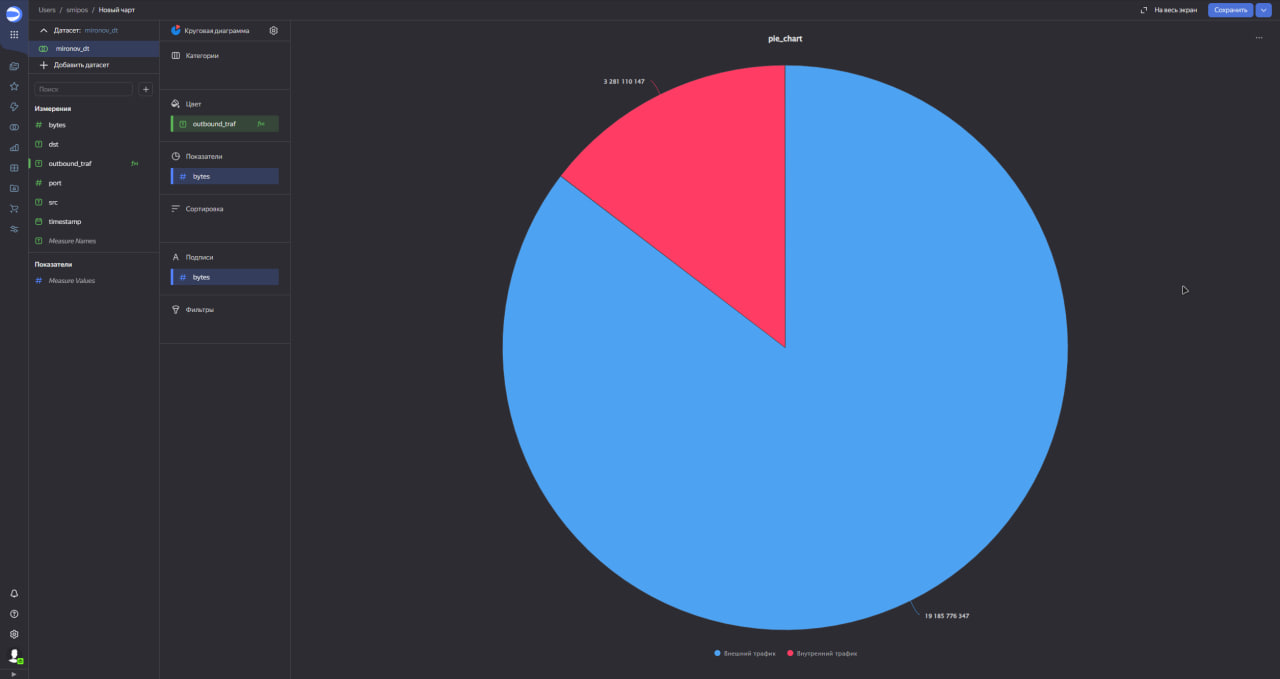 Users / smipos / Новый чарт
На весь экран
Сохранить
Датасет: mironov_dt
mironov_dt
Добавить датасет
Поиск
Измерения
bytes
dst
outbound_traf
port
src
timestamp
Measure Names
Показатели
Measure Values
Круговая диаграмма
Категории
Цвет
outbound_traf
Показатели
bytes
Сортировка
Подписи
bytes
Фильтры
pie_chart
3 281 110 147
19 185 776 347
Внешний трафик
Внутренний трафик